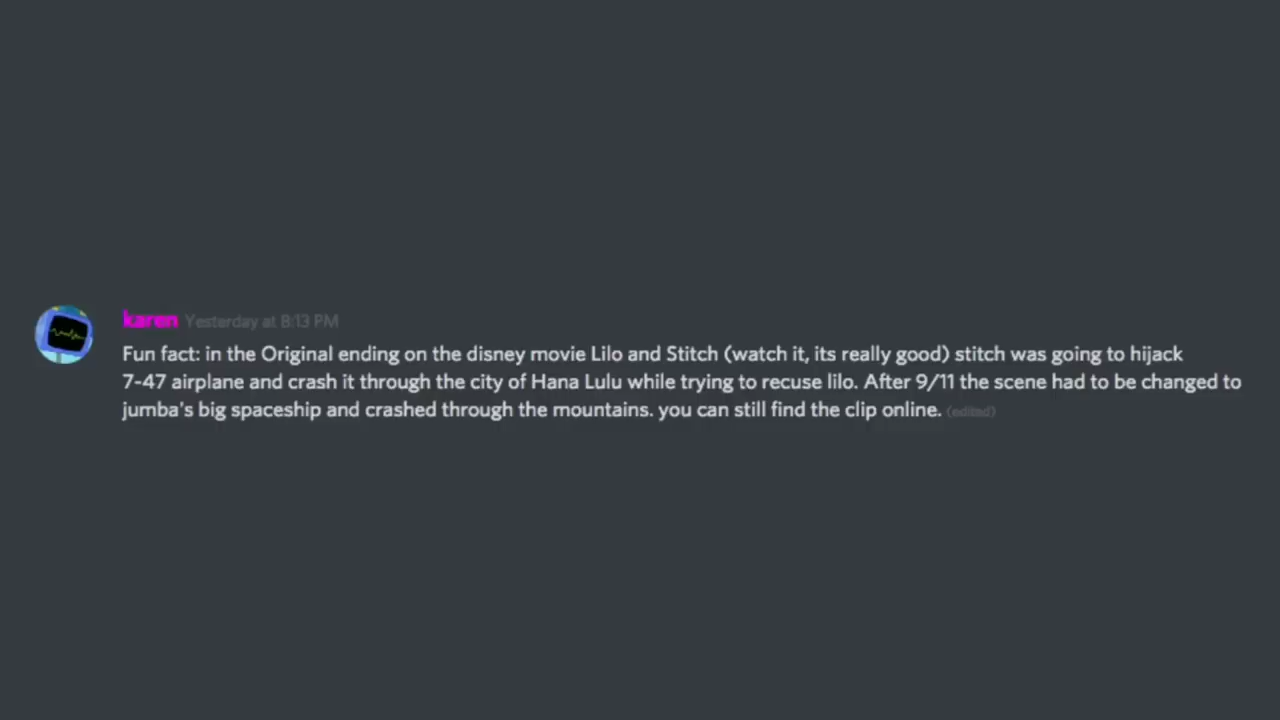 karen Yesterday at 8:13 PM
Fun fact: in the Original ending on the disney movie Lilo and Stitch (watch it, its really good) stitch was going to hijack
7-47 airplane and crash it through the city of Hana Lulu while trying to recuse lilo. After 9/11 the scene had to be changed to
jumba's big spaceship and crashed through the mountains. you can still find the clip online. (edited)